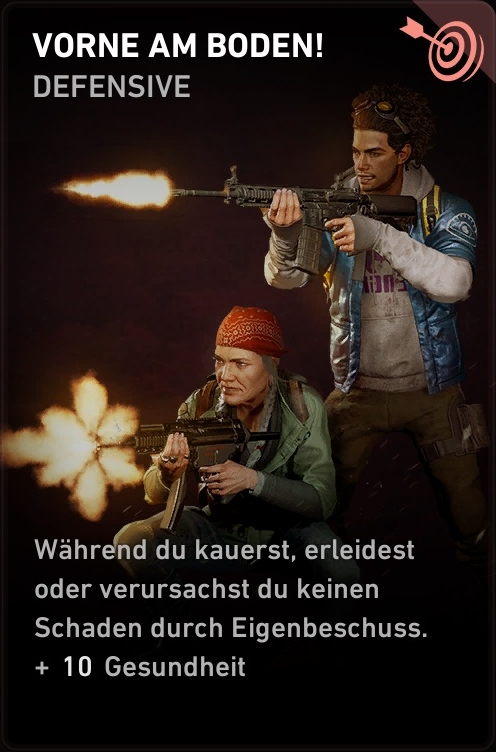 VORNE AM BODEN!
DEFENSIVE
Während du kauerst, erleidest
oder verursachst du keinen
Schaden durch Eigenbeschuss.
+ 10 Gesundheit